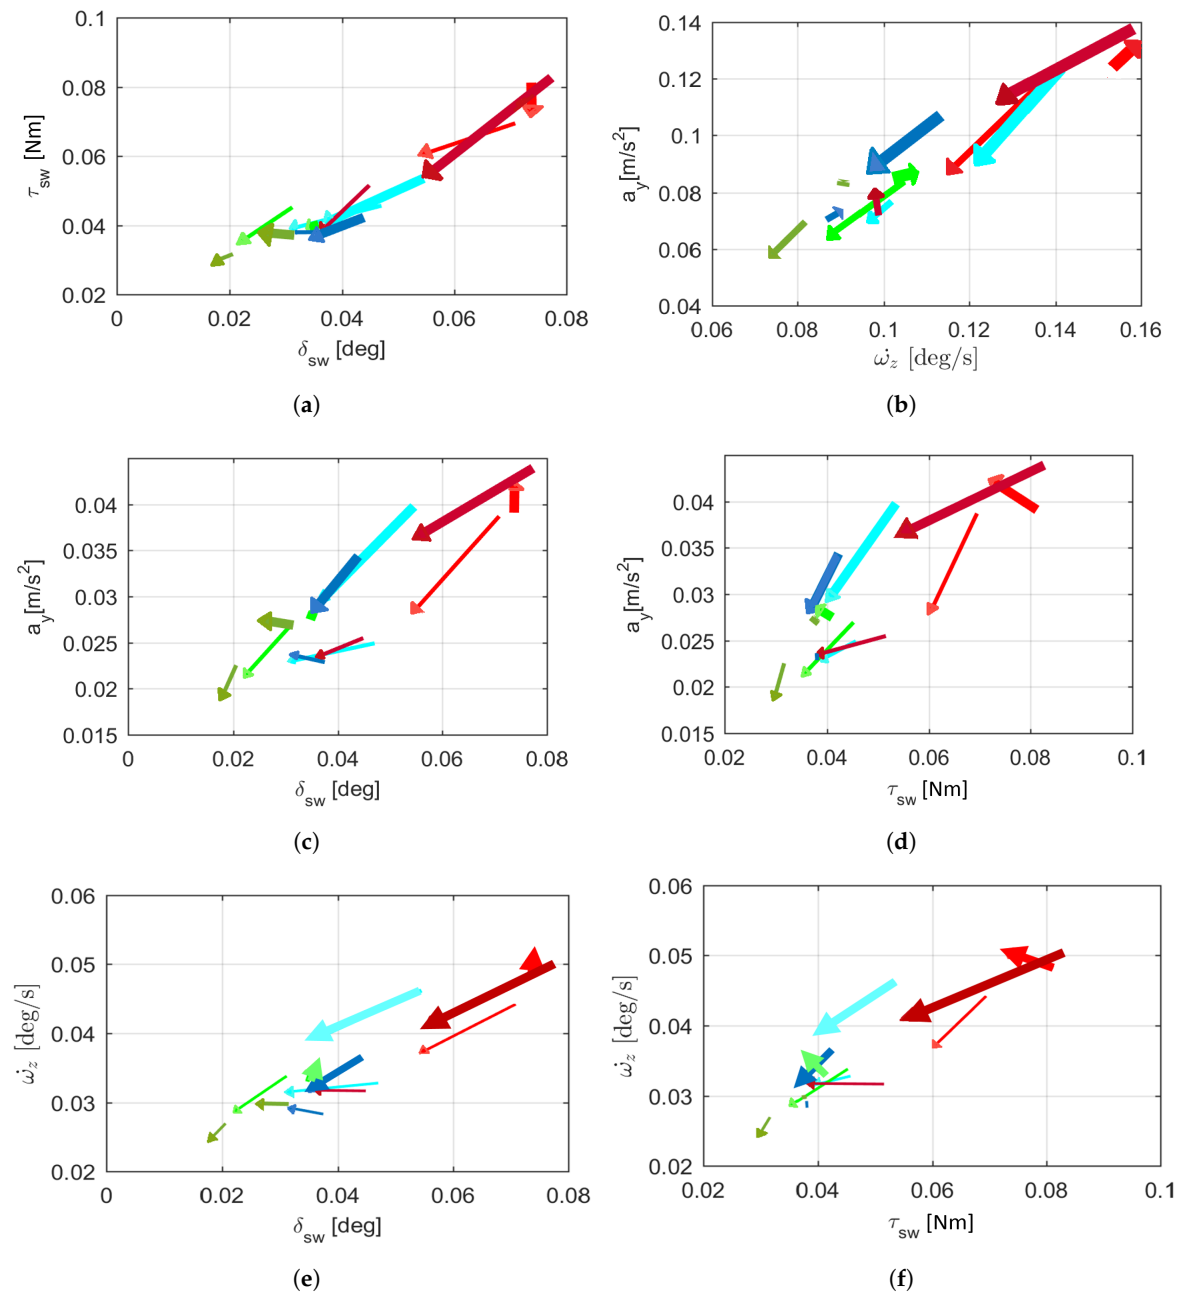 0.1
0.08
0.06
0.04
0.02
τsw [Nm]
0 0.02 0.04 0.06 0.08
δsw [deg]
(a)
0.14
0.12
0.1
0.08
0.06
0.04
ay[m/s2]
0.06 0.08 0.1 0.12 0.14 0.16
ω̇z [deg/s]
(b)
0.04
0.035
0.03
0.025
0.02
0.015
ay[m/s2]
0 0.02 0.04 0.06 0.08
δsw [deg]
(c)
0.04
0.035
0.03
0.025
0.02
0.015
ay[m/s2]
0.02 0.04 0.06 0.08 0.1
τsw [Nm]
(d)
0.06
0.05
0.04
0.03
0.02
ω̇z [deg/s]
0 0.02 0.04 0.06 0.08
δsw [deg]
(e)
0.06
0.05
0.04
0.03
0.02
ω̇z [deg/s]
0.02 0.04 0.06 0.08 0.1
τsw [Nm]
(f)